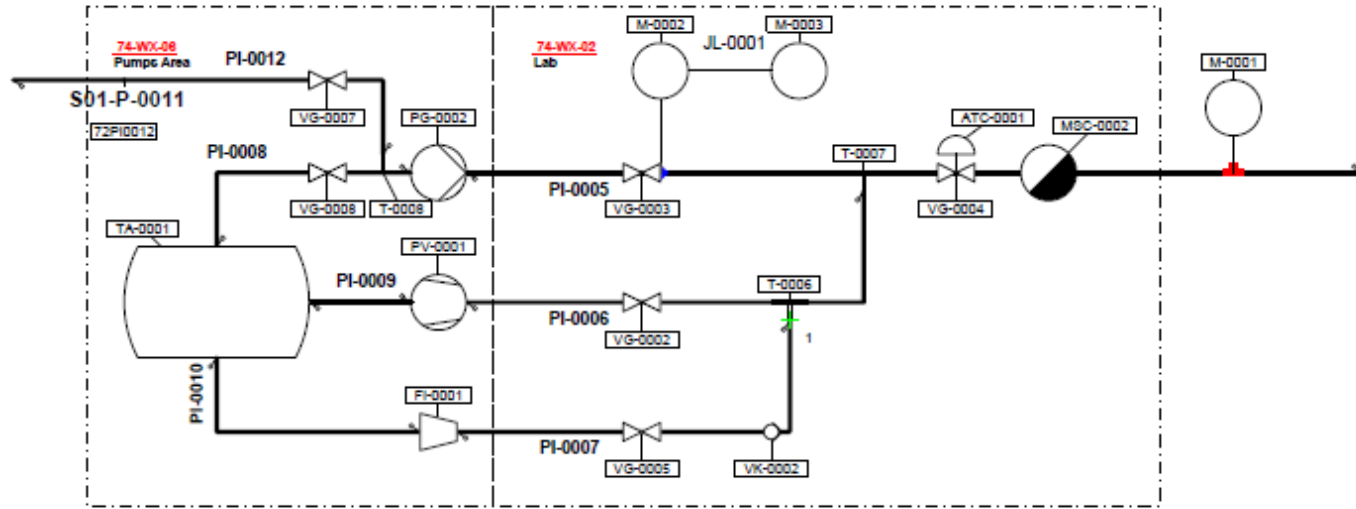 M-0002
M-0003
74-WX-06
Pumps Area
PI-0012
74-WX-02
Lab
JL-0001
M-0001
S01-P-0011
VG-0007
PG-0002
ATC-0001
MSC-0002
72PI0012
PI-0008
T-0007
PI-0005
VG-0008
T-0008
VG-0003
VG-0004
TA-0001
PV-0001
PI-0009
T-0006
PI-0006
VG-0002
1
PI-0010
FI-0001
PI-0007
VG-0005
VK-0002